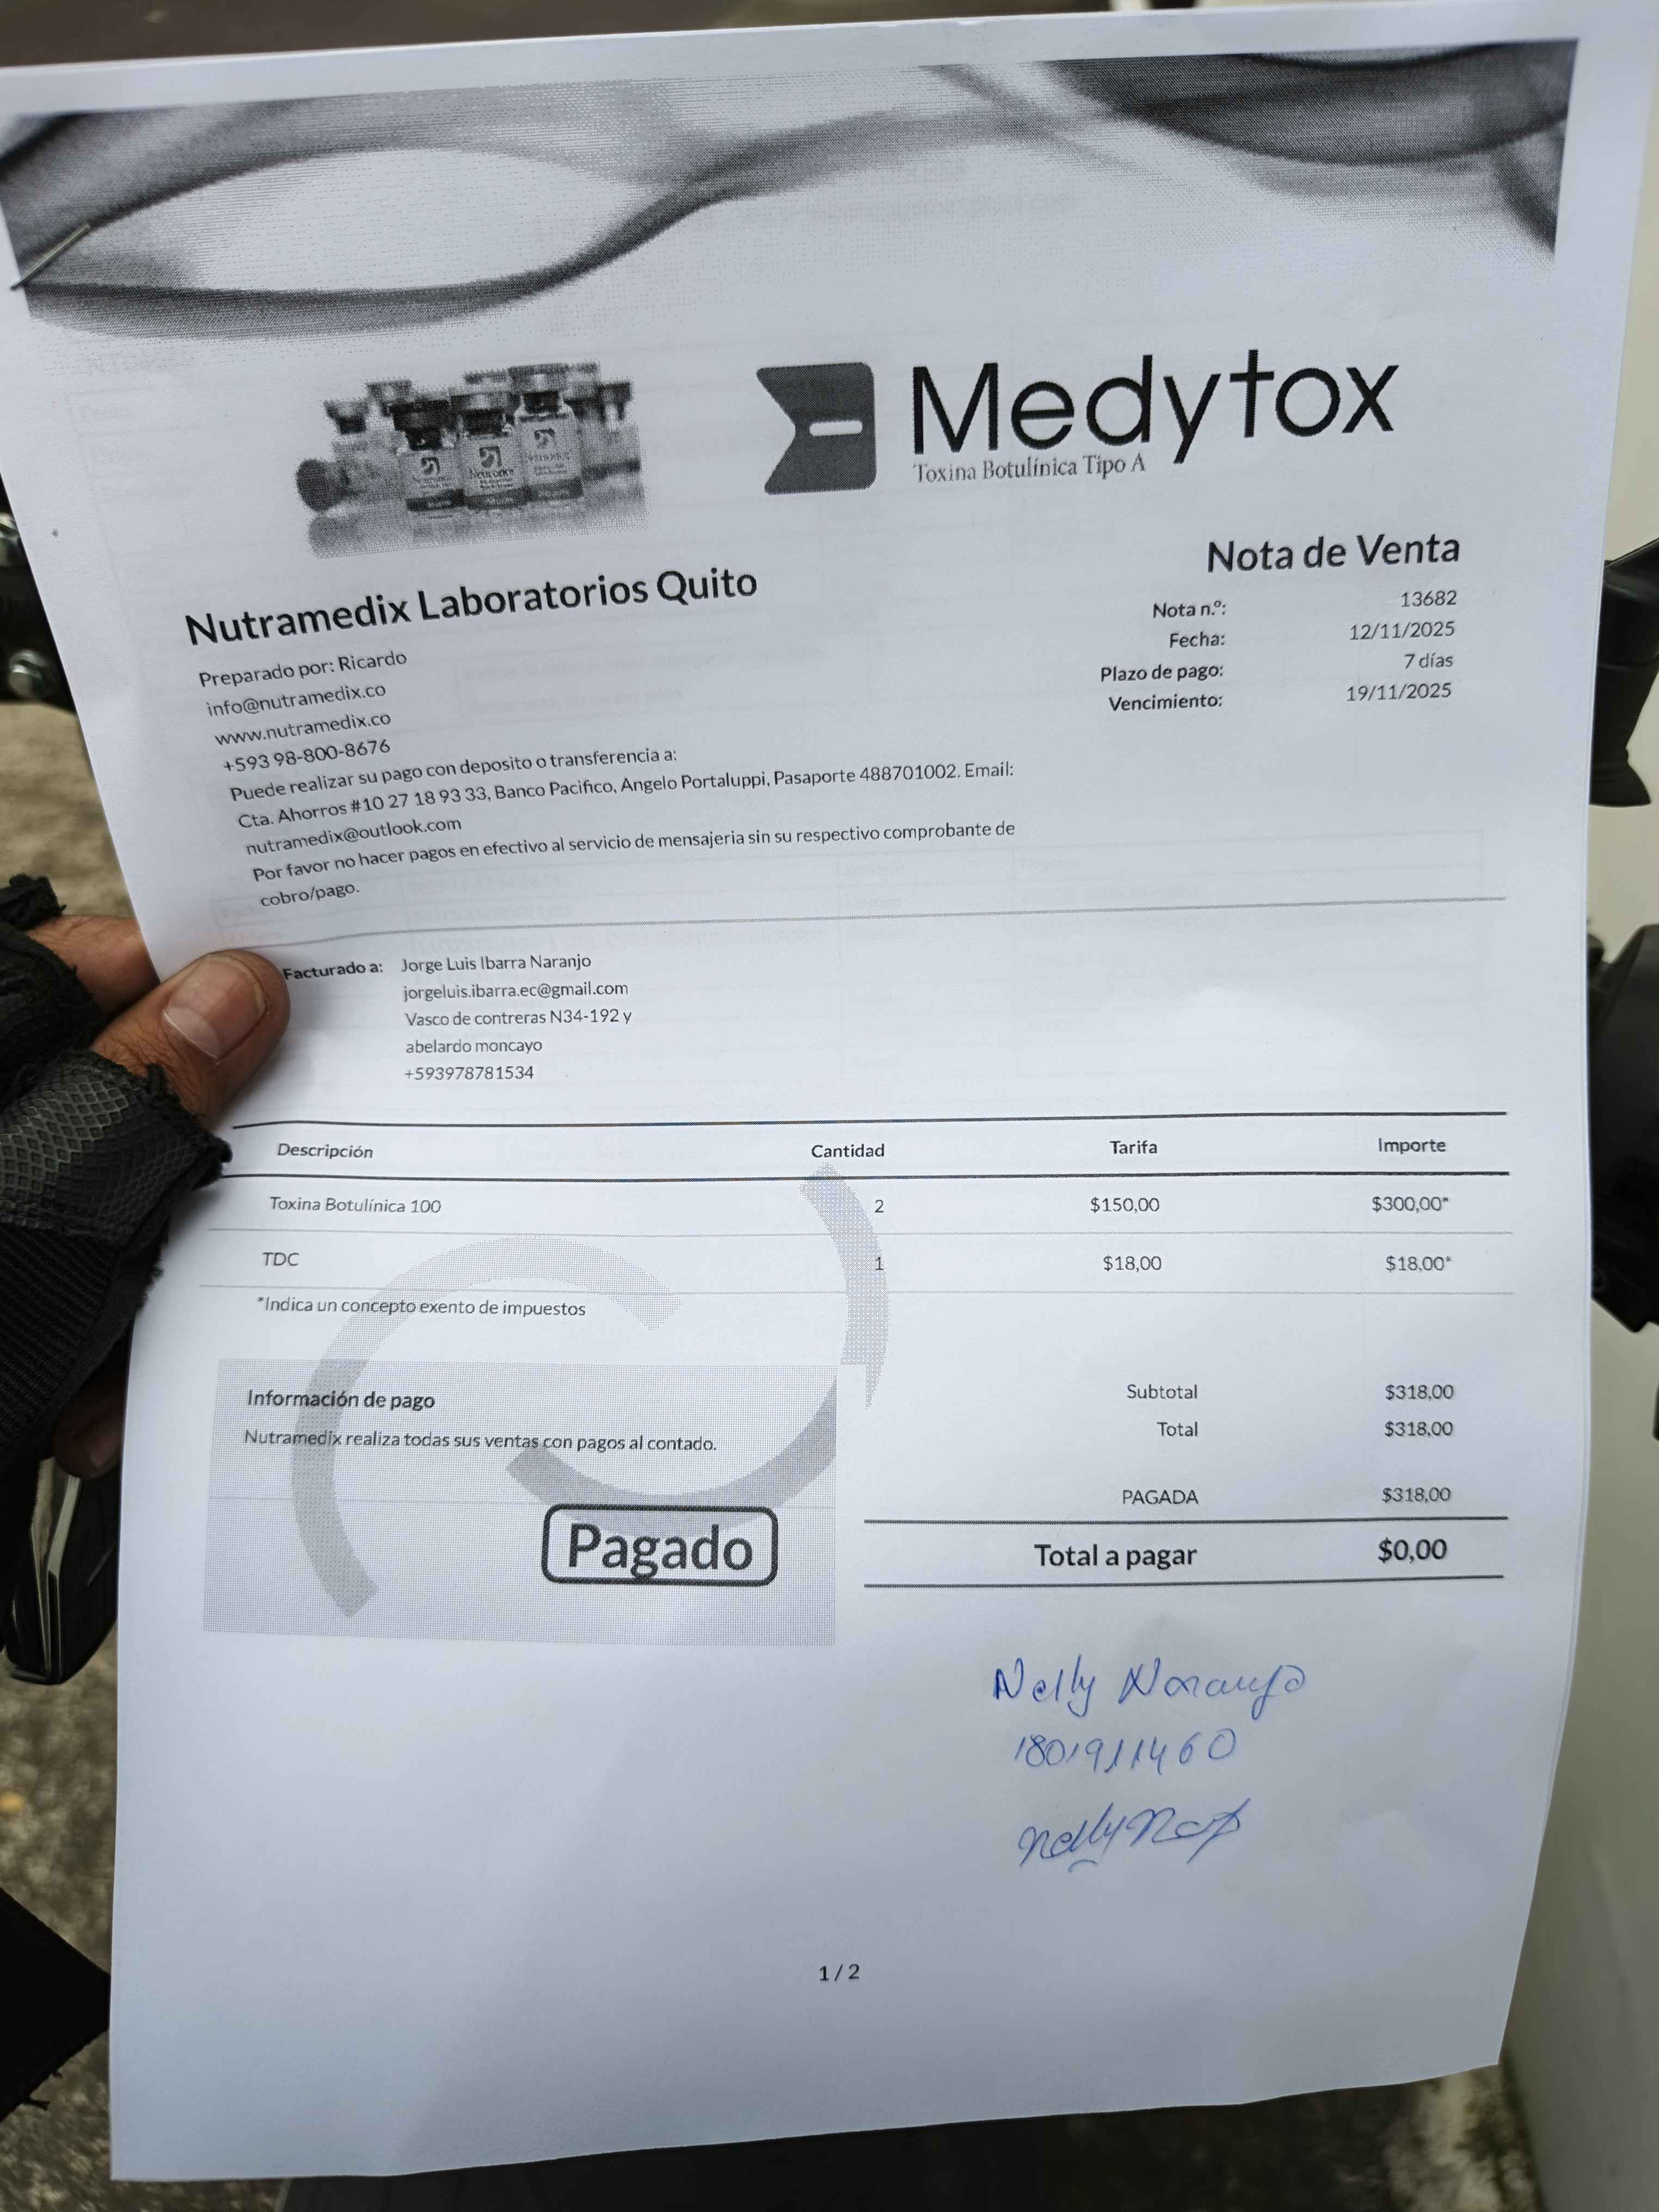 Medytox
Toxina Botulínica Tipo A
Nutramedix Laboratorios Quito
Preparado por: Ricardo
info@nutramedix.co
www.nutramedix.co
+593 98-800-8676
Puede realizar su pago con deposito o transferencia a:
Cta. Ahorros #10 27 18 93 33, Banco Pacifico, Angelo Portaluppi, Pasaporte 488701002. Email:
nutramedix@outlook.com
Por favor no hacer pagos en efectivo al servicio de mensajeria sin su respectivo comprobante de
cobro/pago.
Nota de Venta
Nota n.º: 13682
Fecha: 12/11/2025
Plazo de pago: 7 días
Vencimiento: 19/11/2025
Facturado a: Jorge Luis Ibarra Naranjo
jorgeluis.ibarra.ec@gmail.com
Vasco de contreras N34-192 y
abelardo moncayo
+593978781534
Descripción Cantidad Tarifa Importe
Toxina Botulínica 100 2 $150,00 $300,00*
TDC 1 $18,00 $18,00*
*Indica un concepto exento de impuestos
Información de pago
Nutramedix realiza todas sus ventas con pagos al contado.
Pagado
Subtotal $318,00
Total $318,00
PAGADA $318,00
Total a pagar $0,00
Nelly Naranjo
1801911460
1 / 2